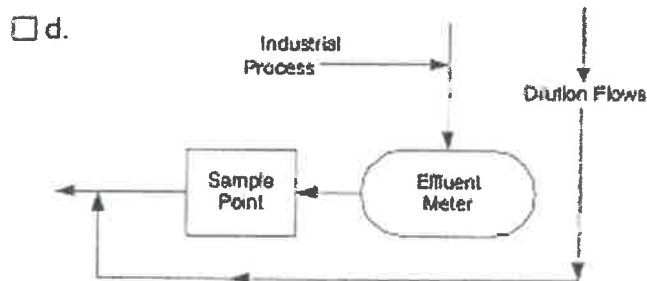 d.
Industrial
Process
Dilution Flows
Sample
Point
Effluent
Meter